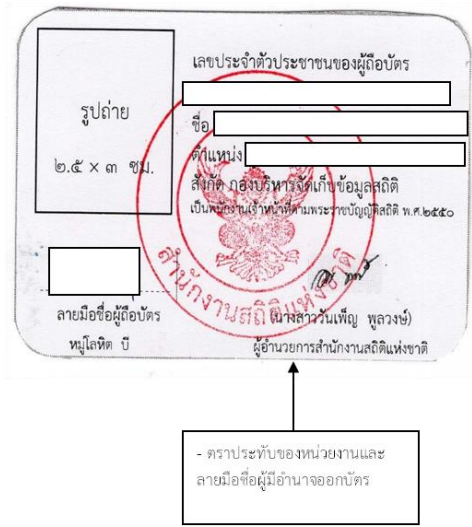 เลขประจำตัวประชาชนของผู้ถือบัตร
รูปถ่าย
๒.๕ × ๓ ซม.
ชื่อ
ตำแหน่ง
สังกัด กองบริหารจัดเก็บข้อมูลสถิติ
เป็นพนักงานเจ้าหน้าที่ตามพระราชบัญญัติสถิติ พ.ศ.๒๕๕๐
สำนักงานสถิติแห่งชาติ
ลายมือชื่อผู้ถือบัตร
หมู่โลหิต บี
(นางสาววันเพ็ญ พูลวงษ์)
ผู้อำนวยการสำนักงานสถิติแห่งชาติ
- ตราประทับของหน่วยงานและ
ลายมือชื่อผู้มีอำนาจออกบัตร